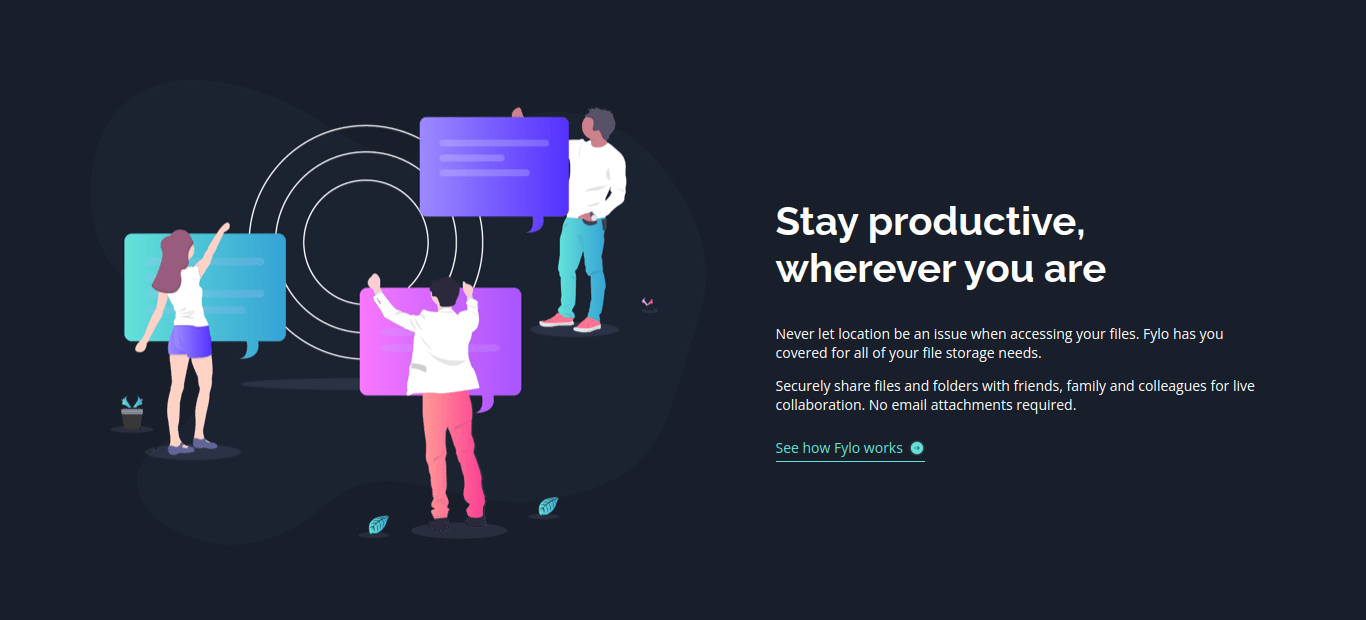 Stay productive,
wherever you are
Never let location be an issue when accessing your files. Fylo has you
covered for all of your file storage needs.
Securely share files and folders with friends, family and colleagues for live
collaboration. No email attachments required.
See how Fylo works